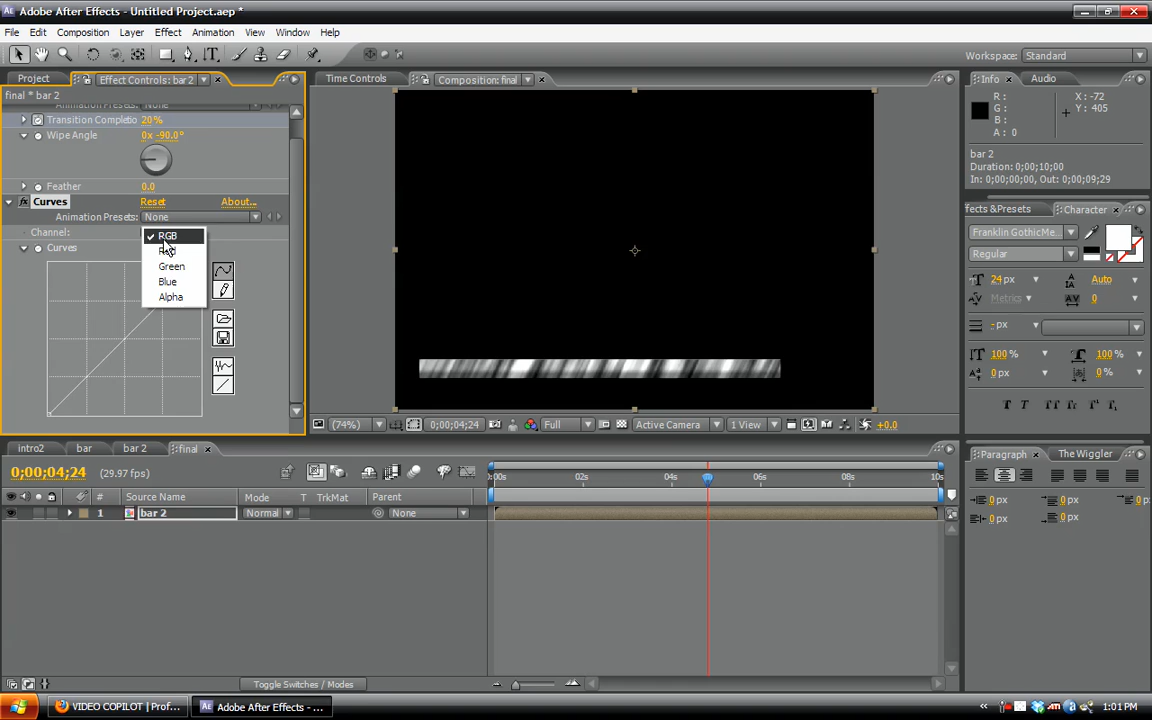 Adobe After Effects - Untitled Project.aep *
File Edit Composition Layer Effect Animation View Window Help
Workspace: Standard
Project
Effect Controls: bar 2
Time Controls
Composition: final
Info
Audio
final * bar 2
Animation Presets: None
Transition Completio 20%
Wipe Angle 0x -90.0°
Feather 0.0
fx Curves Reset About...
Animation Presets: None
Channel:
RGB
Green
Blue
Alpha
Curves
R :
G :
B :
A : 0
X : -72
Y : 405
bar 2
Duration: 0;00;10;00
In: 0;00;00;00, Out: 0;00;09;29
fects & Presets
Character
Franklin GothicMe...
Regular
24 px
Auto
Metrics
0
- px
100 %
100 %
0 px
0 %
T T TT Tr T' T,
(74%)
0;00;04;24
Full
Active Camera
1 View
+0.0
intro2
bar
bar 2
final
0;00;04;24 (29.97 fps)
:00s 02s 04s 06s 08s 10s
# Source Name Mode T TrkMat Parent
1 bar 2 Normal None
Paragraph
The Wiggler
0 px
0 px
0 p
0 px
0 px
Toggle Switches / Modes
VIDEO COPILOT | Prof...
Adobe After Effects - ...
1:01 PM